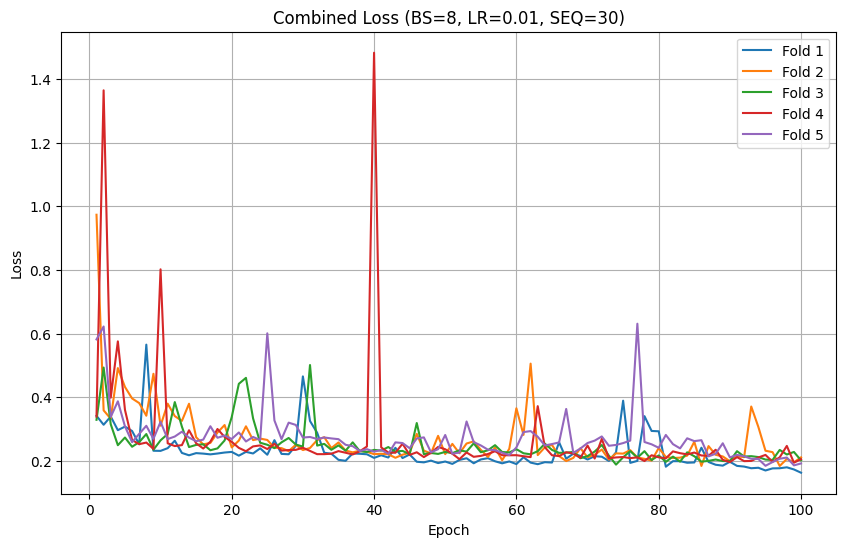 Combined Loss (BS=8, LR=0.01, SEQ=30)
Fold 1
Fold 2
Fold 3
Fold 4
Fold 5
Loss
1.4
1.2
1.0
0.8
0.6
0.4
0.2
0 20 40 60 80 100
Epoch